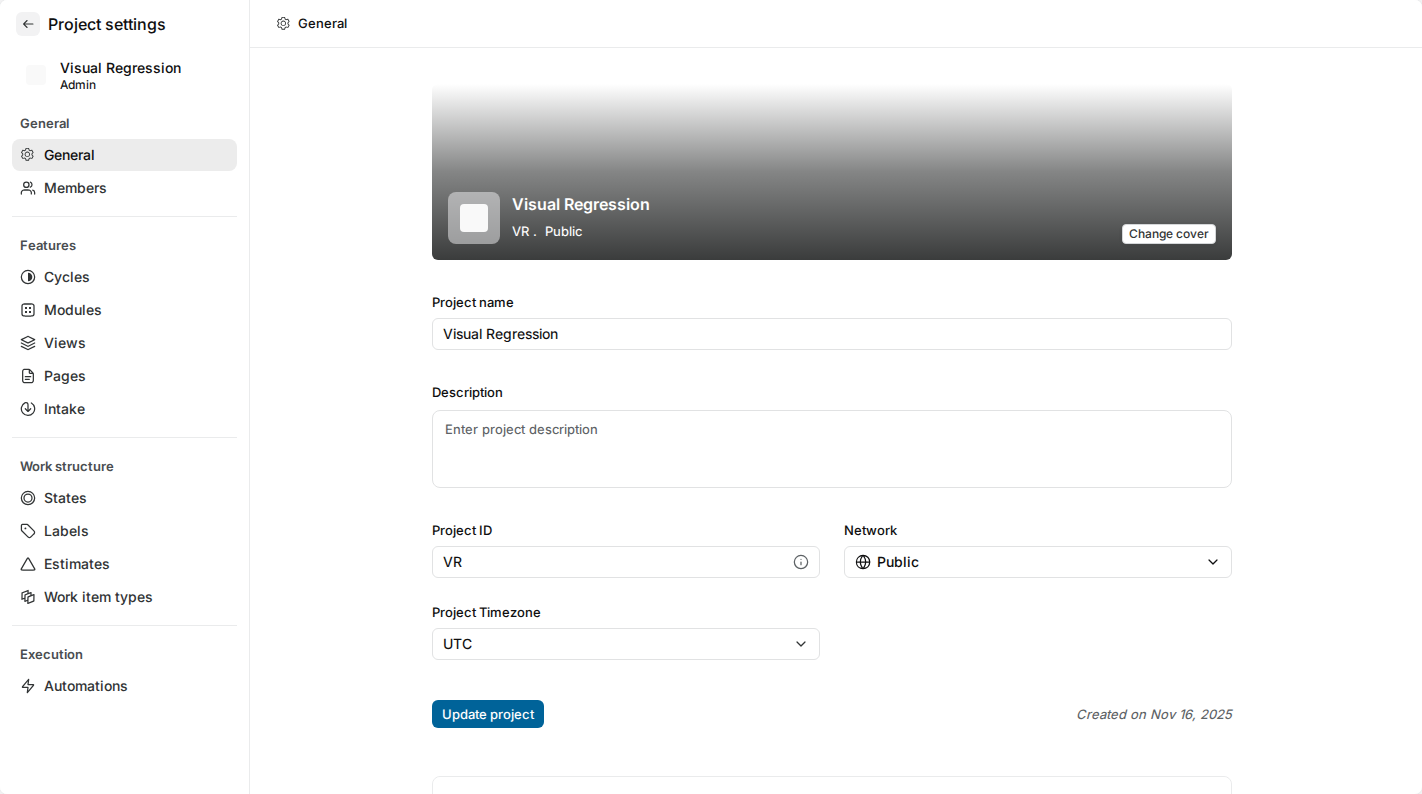 Project settings
Visual Regression
Admin
General
General
Members
Features
Cycles
Modules
Views
Pages
Intake
Work structure
States
Labels
Estimates
Work item types
Execution
Automations
General
Visual Regression
VR . Public
Change cover
Project name
Visual Regression
Description
Enter project description
Project ID
Network
VR
Public
Project Timezone
UTC
Update project
Created on Nov 16, 2025